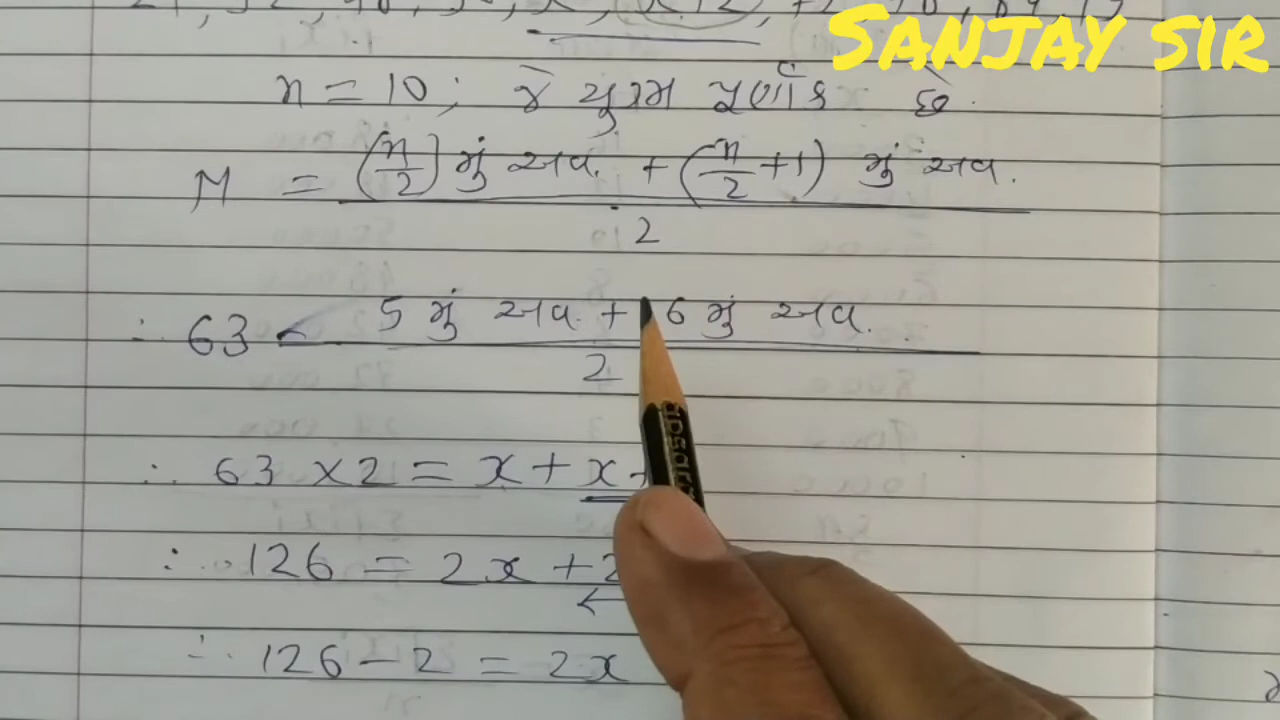 SANJAY SIR
n = 10 ; જે યુગ્મ પૂર્ણાંક છે.
M = (n/2) મું અવ. + (n/2 + 1) મું અવ.
2
∴ 63 = 5 મું અવ. + 6 મું અવ.
2
∴ 63 × 2 = x + x +
∴ 126 = 2x + 2
←
∴ 126 − 2 = 2x